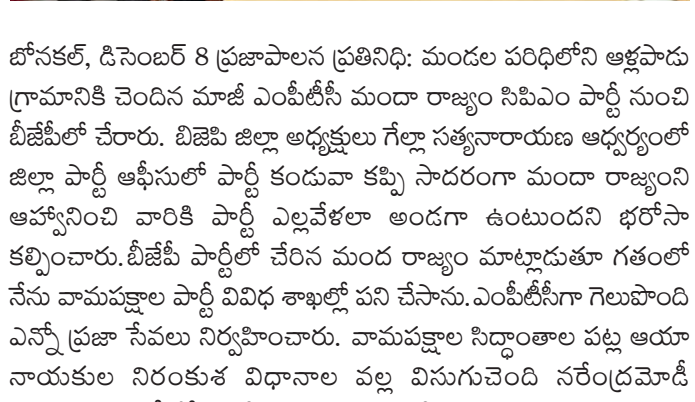 బోనకల్, డిసెంబర్ 8 ప్రజాపాలన ప్రతినిధి: మండల పరిధిలోని ఆళ్లపాడు
గ్రామానికి చెందిన మాజీ ఎంపీటీసీ మందా రాజ్యం సిపిఎం పార్టీ నుంచి
బీజేపీలో చేరారు. బిజెపి జిల్లా అధ్యక్షులు గేల్లా సత్యనారాయణ ఆధ్వర్యంలో
జిల్లా పార్టీ ఆఫీసులో పార్టీ కండువా కప్పి సాదరంగా మందా రాజ్యంని
ఆహ్వానించి వారికి పార్టీ ఎల్లవేళలా అండగా ఉంటుందని భరోసా
కల్పించారు.బీజేపీ పార్టీలో చేరిన మంద రాజ్యం మాట్లాడుతూ గతంలో
నేను వామపక్షాల పార్టీ వివిధ శాఖల్లో పని చేసాను.ఎంపీటీసీగా గెలుపొంది
ఎన్నో ప్రజా సేవలు నిర్వహించారు. వామపక్షాల సిద్ధాంతాల పట్ల ఆయా
నాయకుల నిరంకుశ విధానాల వల్ల విసుగుచెంది నరేంద్రమోడీ